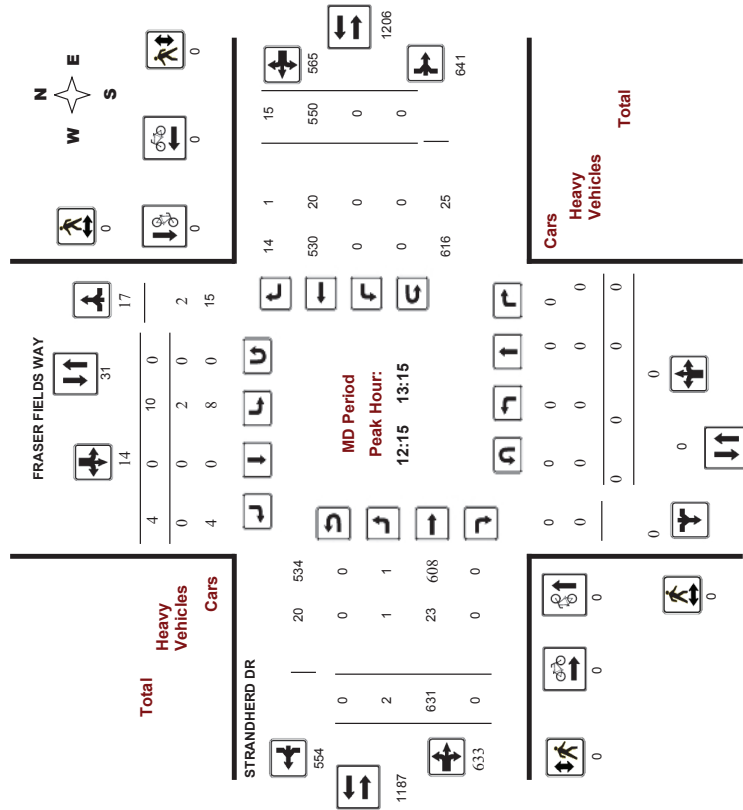 N
W E
S
FRASER FIELDS WAY
14 31 17
4 0 10 0
0 0 2 0 2
4 0 8 0 15
Total
Heavy
Vehicles
Cars
0 0
0 0
STRANDHERD DR
554
1187
633
20 534
0 0 0
2 1 1
631 23 608
0 0 0
MD Period
Peak Hour:
12:15 13:15
14 1 15
530 20 550
0 0 0
0 0 0
616 25
565
1206
641
0 0 0 0 0
0 0 0 0 0
0 0 0 0
0 0 0
Cars
Heavy
Vehicles
Total
0 0 0
0